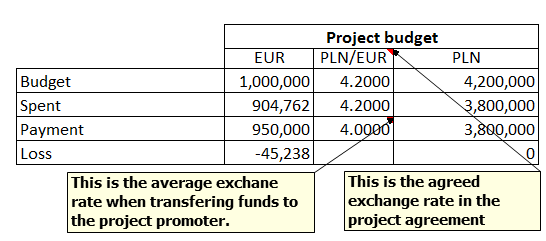 Project budget
EUR PLN/EUR PLN
Budget 1,000,000 4.2000 4,200,000
Spent 904,762 4.2000 3,800,000
Payment 950,000 4.0000 3,800,000
Loss -45,238 0
This is the average exchane
rate when transfering funds to
the project promoter.
This is the agreed
exchange rate in the
project agreement